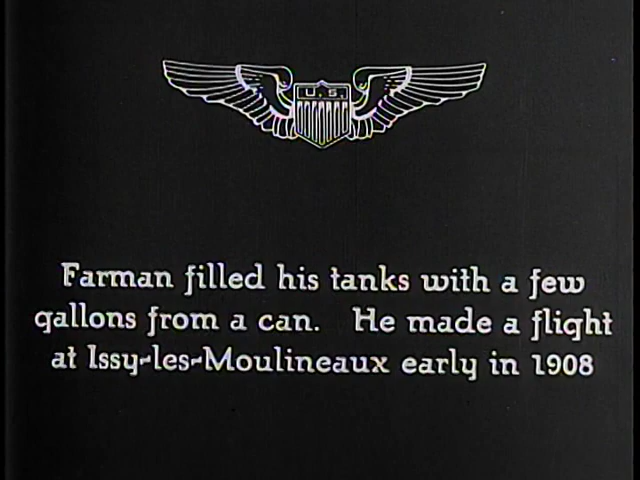 U.S.
Farman filled his tanks with a few
gallons from a can. He made a flight
at Issy-les-Moulineaux early in 1908